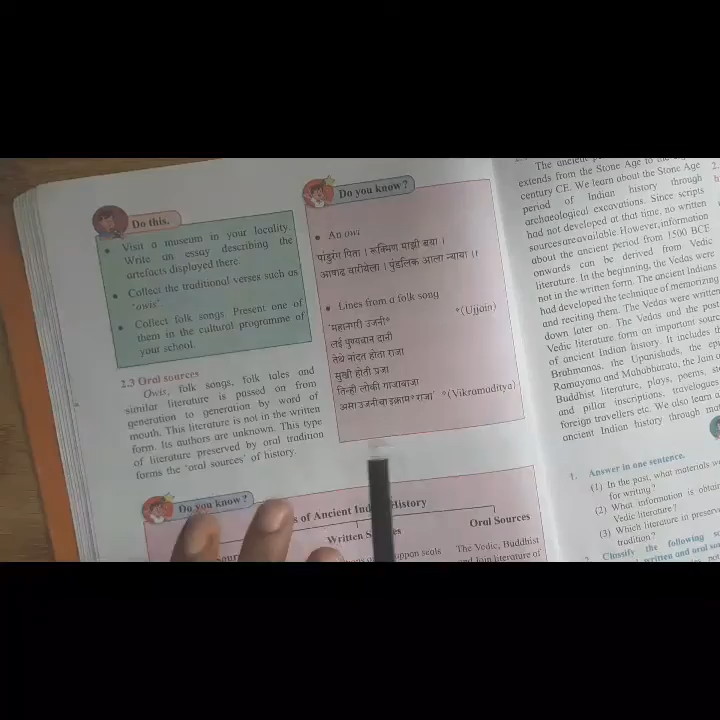 Do this.
• Visit a museum in your locality.
Write an essay describing the
artefacts displayed there.
• Collect the traditional verses such as
'owis'
• Collect folk songs. Present one of
them in the cultural programme of
your school.
2.3 Oral sources
Owis, folk songs, folk tales and
similar literature is passed on from
generation to generation by word of
mouth. This literature is not in the written
form. Its authors are unknown. This type
of literature preserved by oral tradition
forms the 'oral sources' of history.
Do you know?
• An owi
पांडुरंग पिता । रुक्मिण माझी बया ।
आषाढ वारीयेला । पुंडलिक आला न्याया ।।
• Lines from a folk song
'महानगरी उजनी* *(Ujjain)
लई पुण्यवान दानी
तेथे नांदत होता राजा
सुखी होती प्रजा
तिन्ही लोकी गाजावाजा
असा उजनीचा इक्राम* राजा' *(Vikramaditya)
Do you know?
of Ancient History
Written
Oral Sources
seals
The Vedic, Buddhist
and Jain literature of
The ancient
extends from the Stone Age to the
century CE. We learn about the Stone Age
period of Indian history through
archaeological excavations. Since scripts
had not developed at that time, no written
sources are available. However, information
about the ancient period from 1500 BCE
onwards can be derived from Vedic
literature. In the beginning, the Vedas were
not in the written form. The ancient Indians
had developed the technique of memorizing
and reciting them. The Vedas were written
down later on. The Vedas and the post
Vedic literature form an important
of ancient Indian history. It includes
Brahmanas, the Upanishads, the
Ramayana and Mahabharata, the
Buddhist literature, plays, poems,
and pillar inscriptions, travelogues
foreign travellers etc. We also learn
ancient Indian history through
1. Answer in one sentence.
(1) In the past, what materials
for writing?
(2) What information is
Vedic literature?
(3) Which literature is
tradition?
Classify the following
written and oral